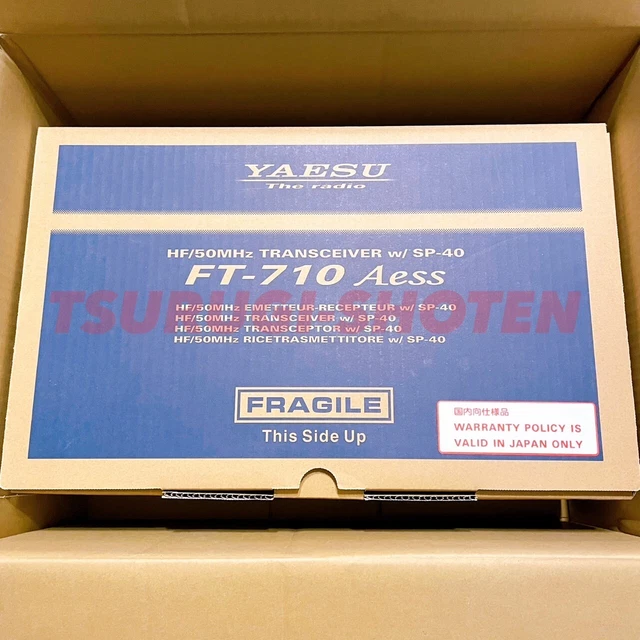 YAESU
The radio
HF/50MHz TRANSCEIVER w/ SP-40
FT-710 Aess
TSUBUGI SHOTEN
HF/50MHz EMETTEUR-RECEPTEUR w/ SP-40
HF/50MHz TRANSCEIVER w/ SP-40
HF/50MHz TRANSCEPTOR w/ SP-40
HF/50MHz RICETRASMETTITORE w/ SP-40
FRAGILE
This Side Up
国内向仕様品
WARRANTY POLICY IS
VALID IN JAPAN ONLY